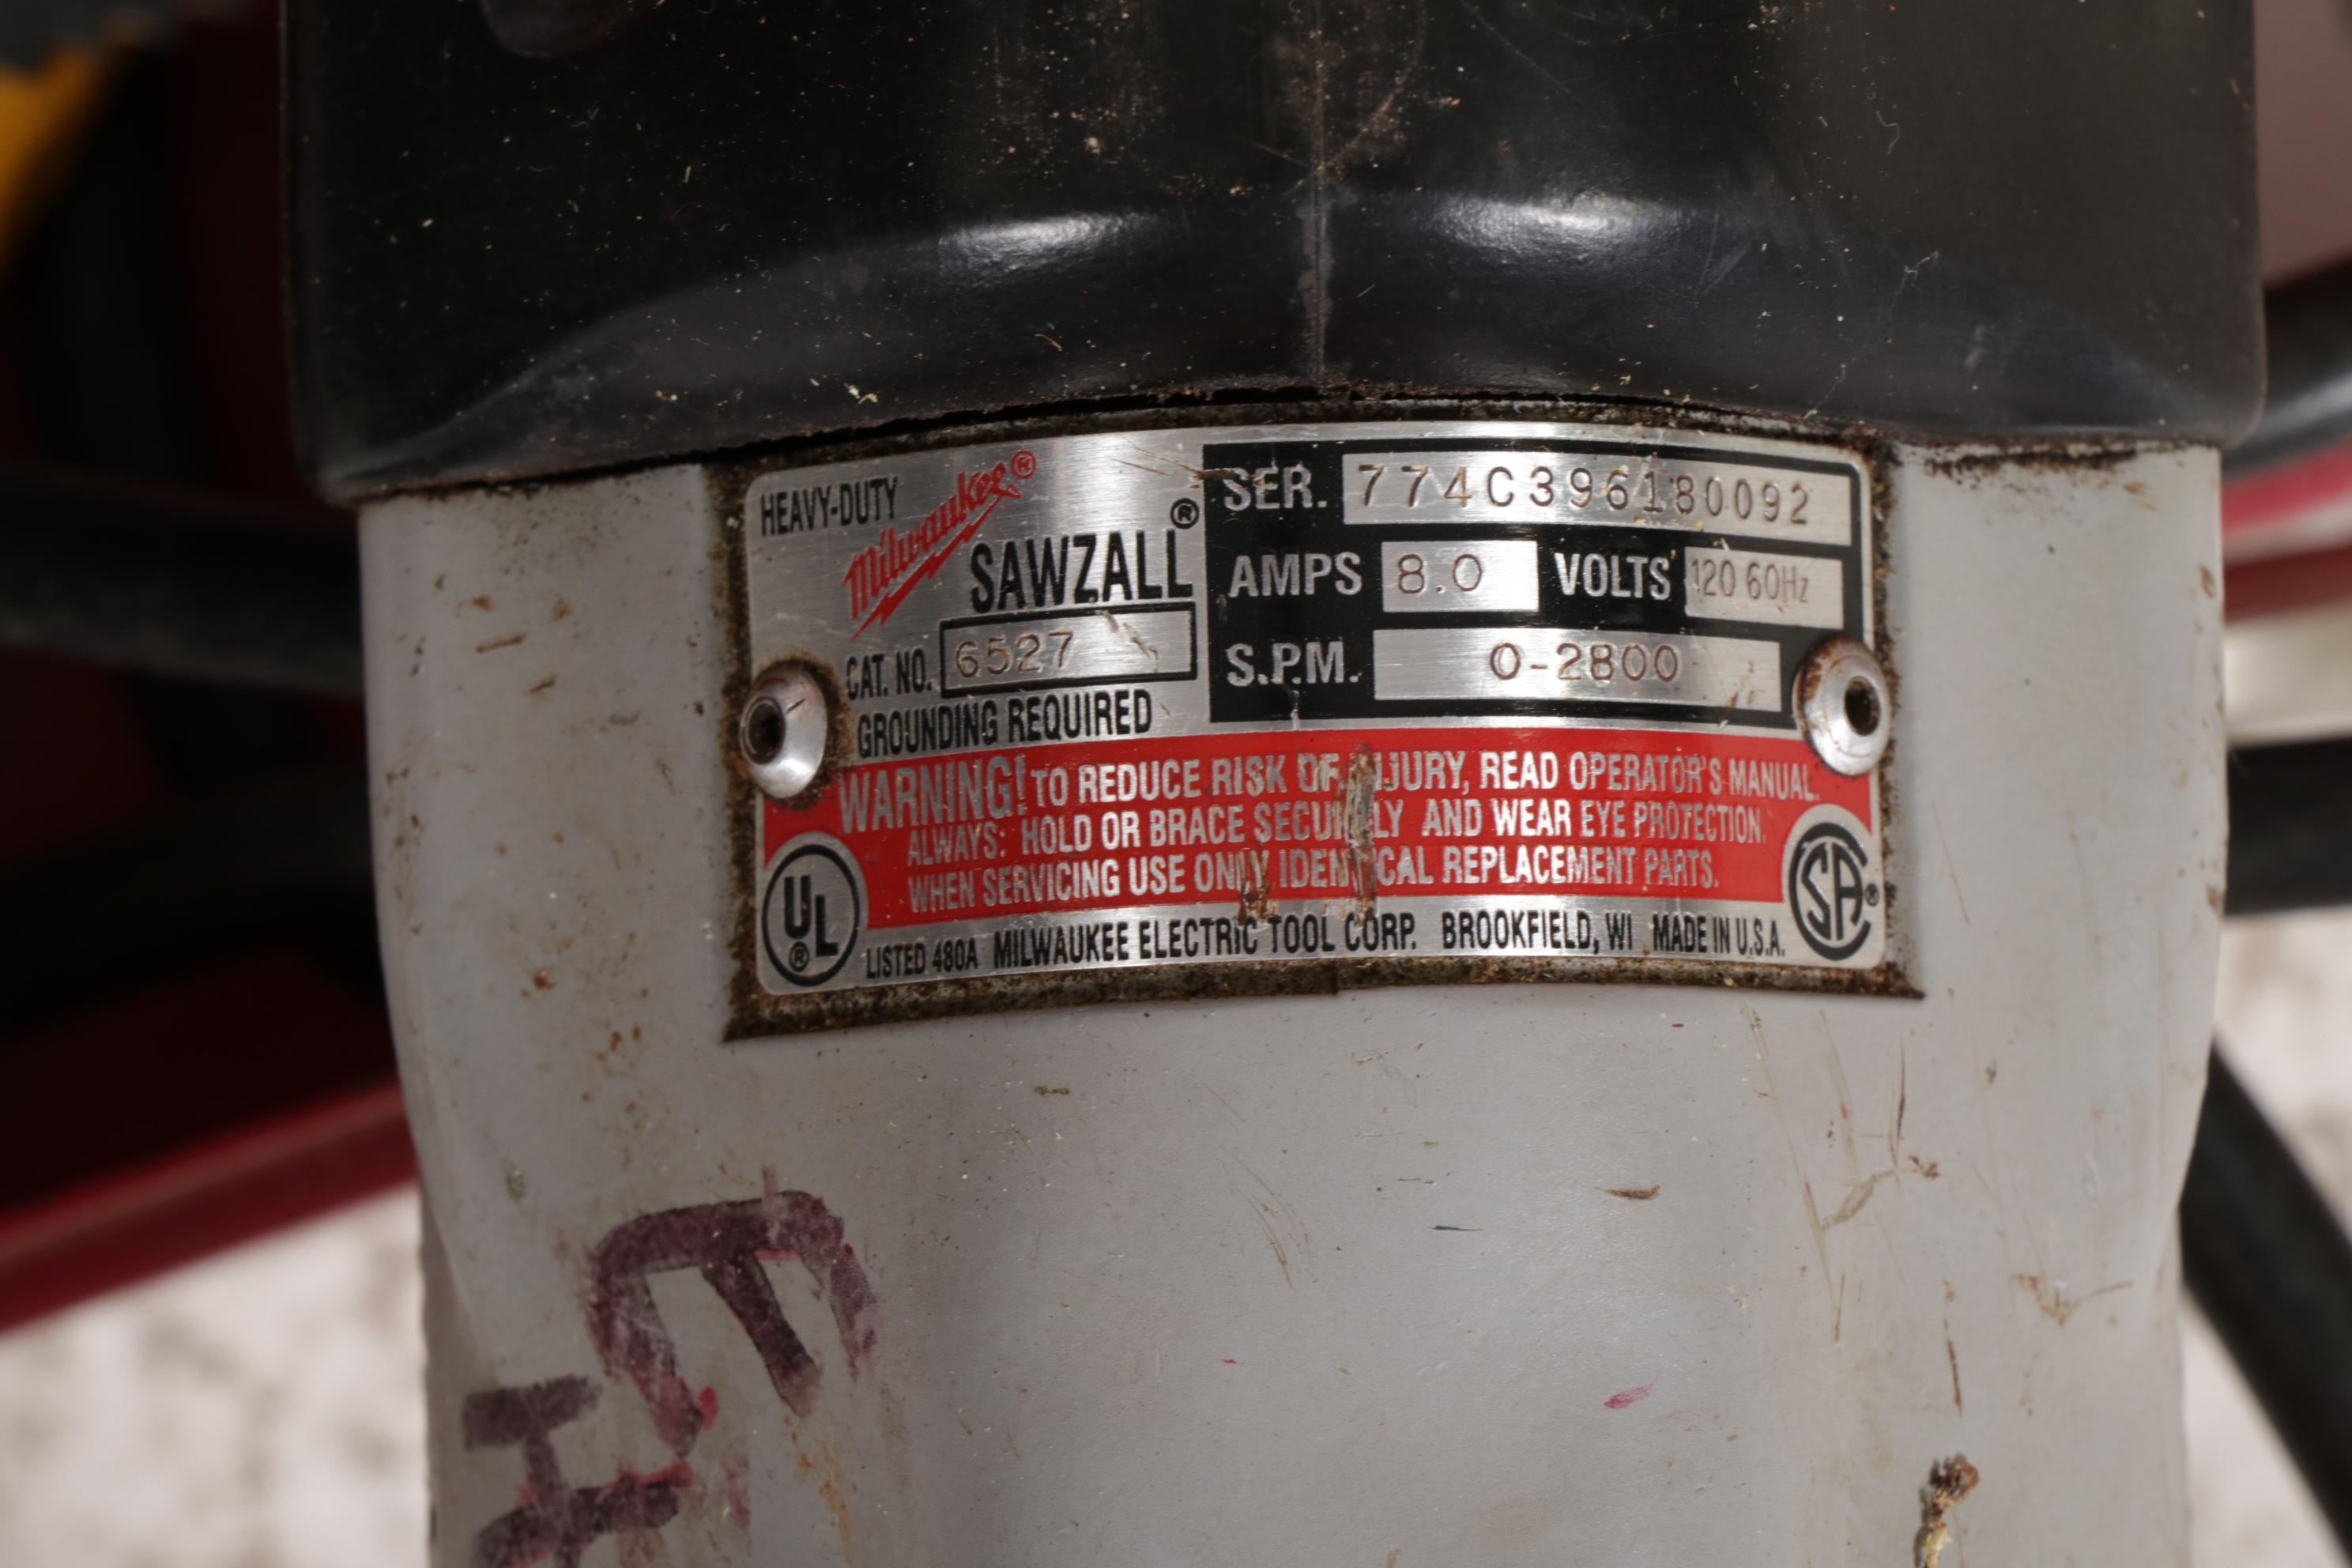 HEAVY-DUTY
Milwaukee®
SAWZALL®
CAT. NO. 6527
GROUNDING REQUIRED
SER. 774C396180092
AMPS 8.0 VOLTS 120 60Hz
S.P.M. 0-2800
WARNING! TO REDUCE RISK OF INJURY, READ OPERATOR'S MANUAL.
ALWAYS: HOLD OR BRACE SECURELY AND WEAR EYE PROTECTION.
WHEN SERVICING USE ONLY IDENTICAL REPLACEMENT PARTS.
UL®
LISTED 480A MILWAUKEE ELECTRIC TOOL CORP. BROOKFIELD, WI MADE IN U.S.A.
SA®